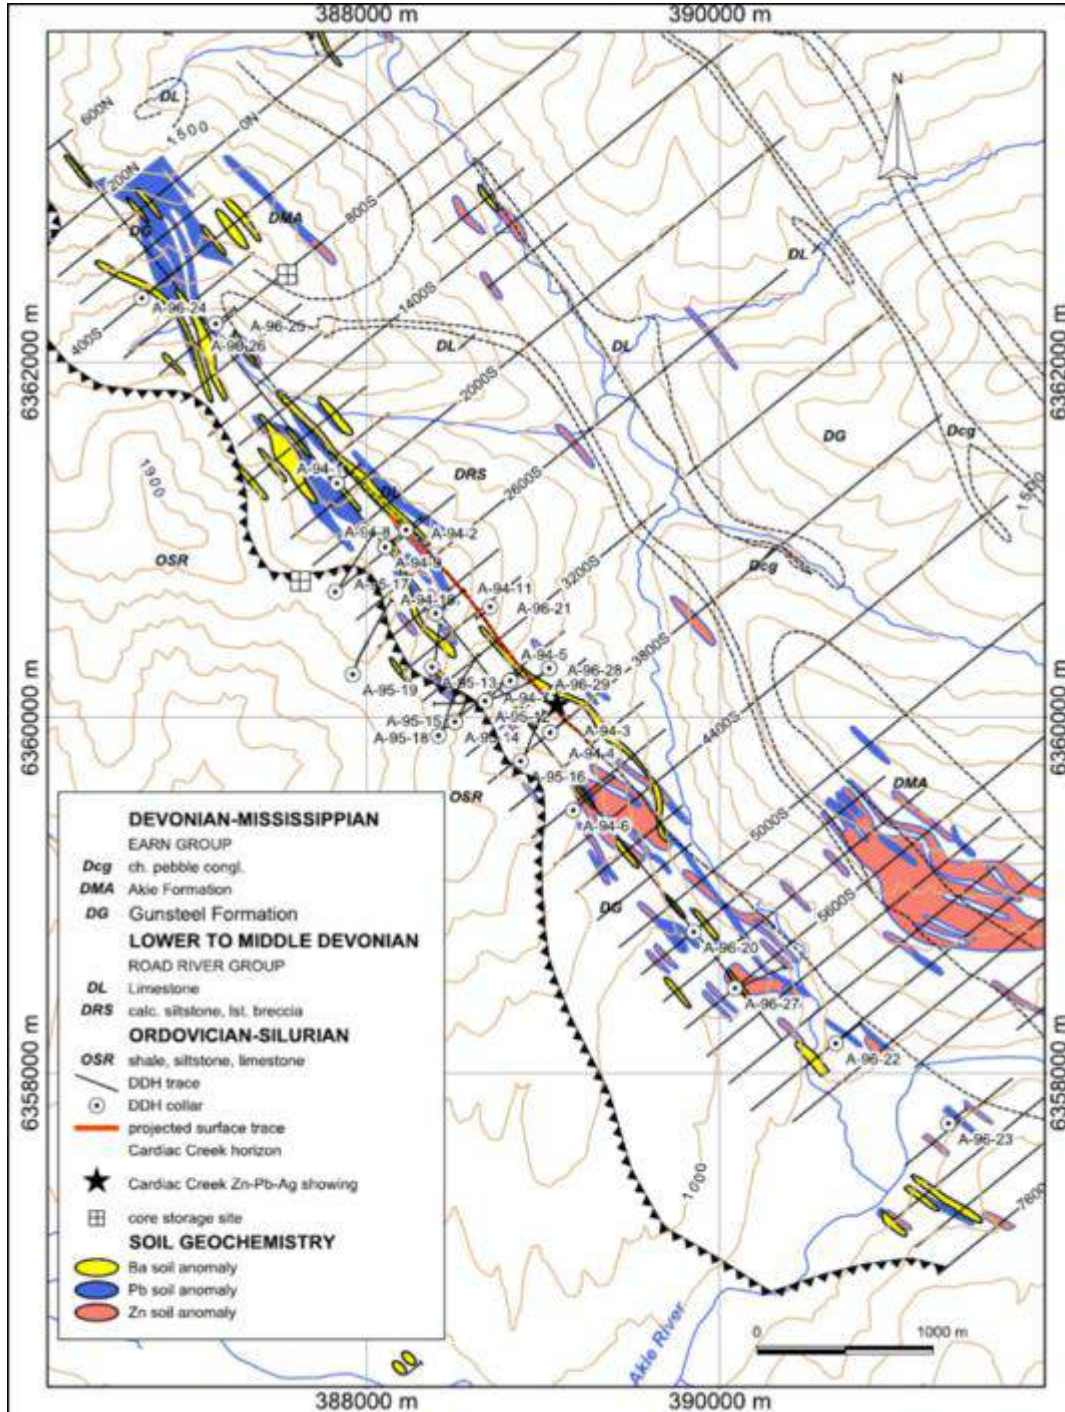 388000 m
390000 m
N
DL
600N
1500
0N
200N
DG
DMA
800S
DL
A-96-24
A-96-25
A-96-26
400S
1400S
DL
DL
6362000 m
6362000 m
2000S
DG
Dcg
1900
A-94-1
DL
DRS
2600S
1500
OSR
A-94-8
A-94-2
A-94-9
A-95-17
A-94-10
A-94-11
A-96-21
3200S
Dcg
A-94-5
A-96-28
3800S
A-95-19
A-95-13
A-96-29
6360000 m
6360000 m
A-95-15
A-95-12
A-94-3
4400S
A-95-18
A-95-14
A-94-4
OSR
A-95-16
DMA
A-94-6
5000S
DG
5600S
A-96-20
A-96-27
A-96-22
6358000 m
6358000 m
A-96-23
1000
7800
DEVONIAN-MISSISSIPPIAN
EARN GROUP
Dcg ch. pebble congl.
DMA Akie Formation
DG Gunsteel Formation
LOWER TO MIDDLE DEVONIAN
ROAD RIVER GROUP
DL Limestone
DRS calc. siltstone, lst. breccia
ORDOVICIAN-SILURIAN
OSR shale, siltstone, limestone
DDH trace
DDH collar
projected surface trace
Cardiac Creek horizon
Cardiac Creek Zn-Pb-Ag showing
core storage site
SOIL GEOCHEMISTRY
Ba soil anomaly
Pb soil anomaly
Zn soil anomaly
Akie River
0 1000 m
388000 m
390000 m